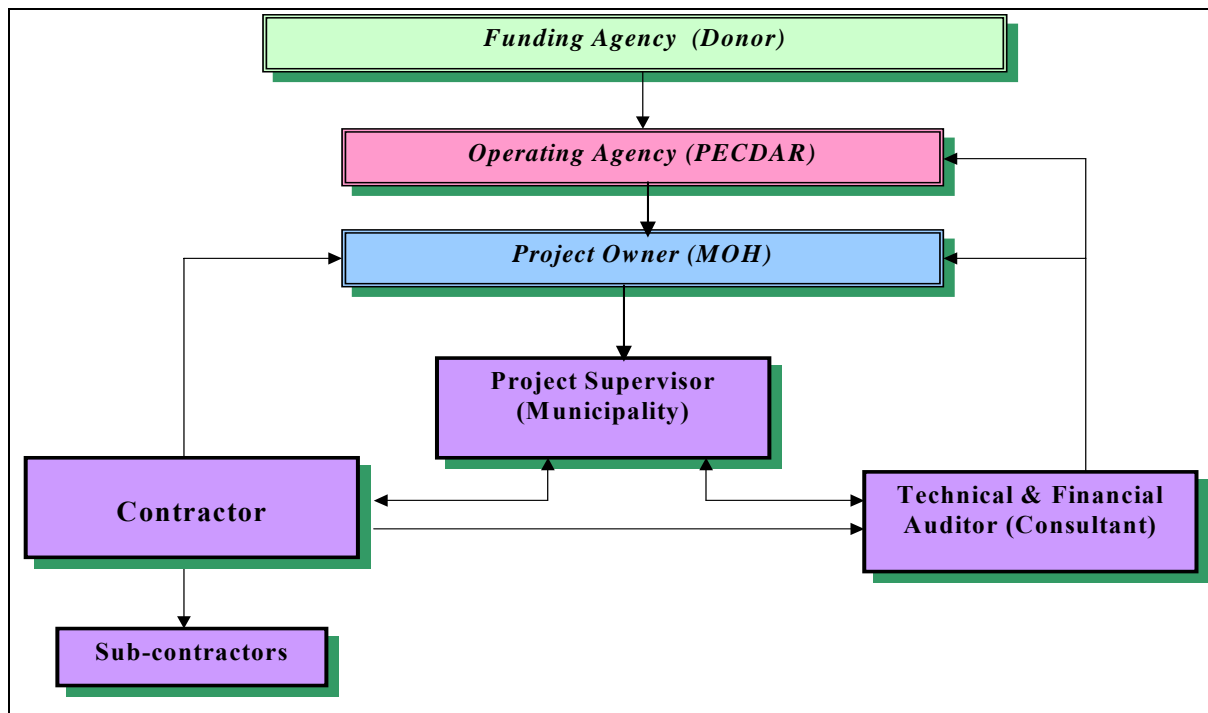 Funding Agency (Donor)
Operating Agency (PECDAR)
Project Owner (MOH)
Project Supervisor
(Municipality)
Contractor
Technical & Financial
Auditor (Consultant)
Sub-contractors